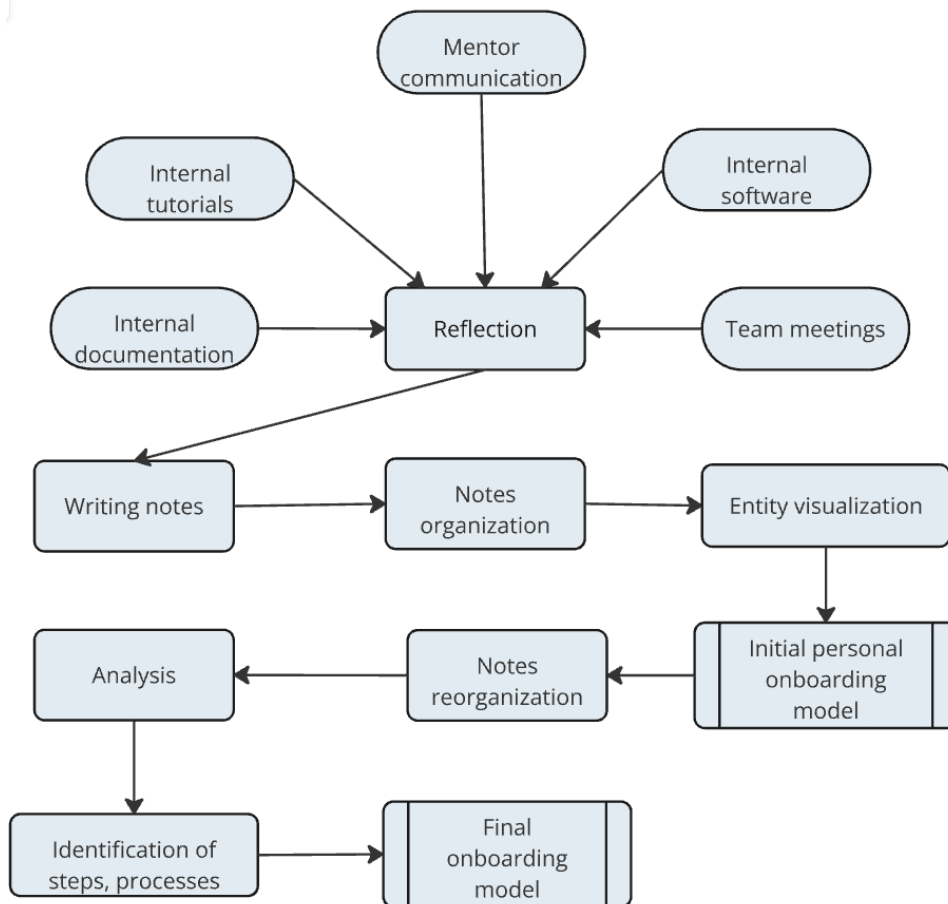 Mentor
communication
Internal
tutorials
Internal
software
Internal
documentation
Reflection
Team meetings
Writing notes
Notes
organization
Entity visualization
Initial personal
onboarding
model
Notes
reorganization
Analysis
Identification of
steps, processes
Final
onboarding
model